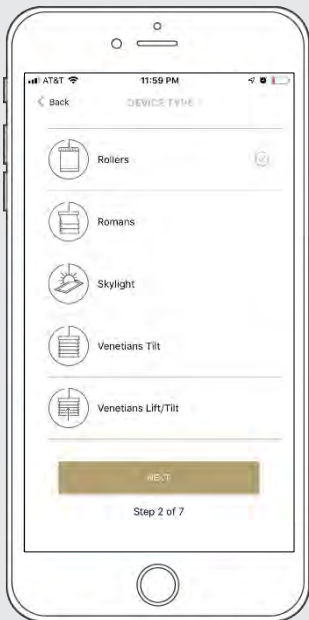 AT&T 11:59 PM
Back DEVICE TYPE
Rollers
Romans
Skylight
Venetians Tilt
Venetians Lift/Tilt
NEXT
Step 2 of 7